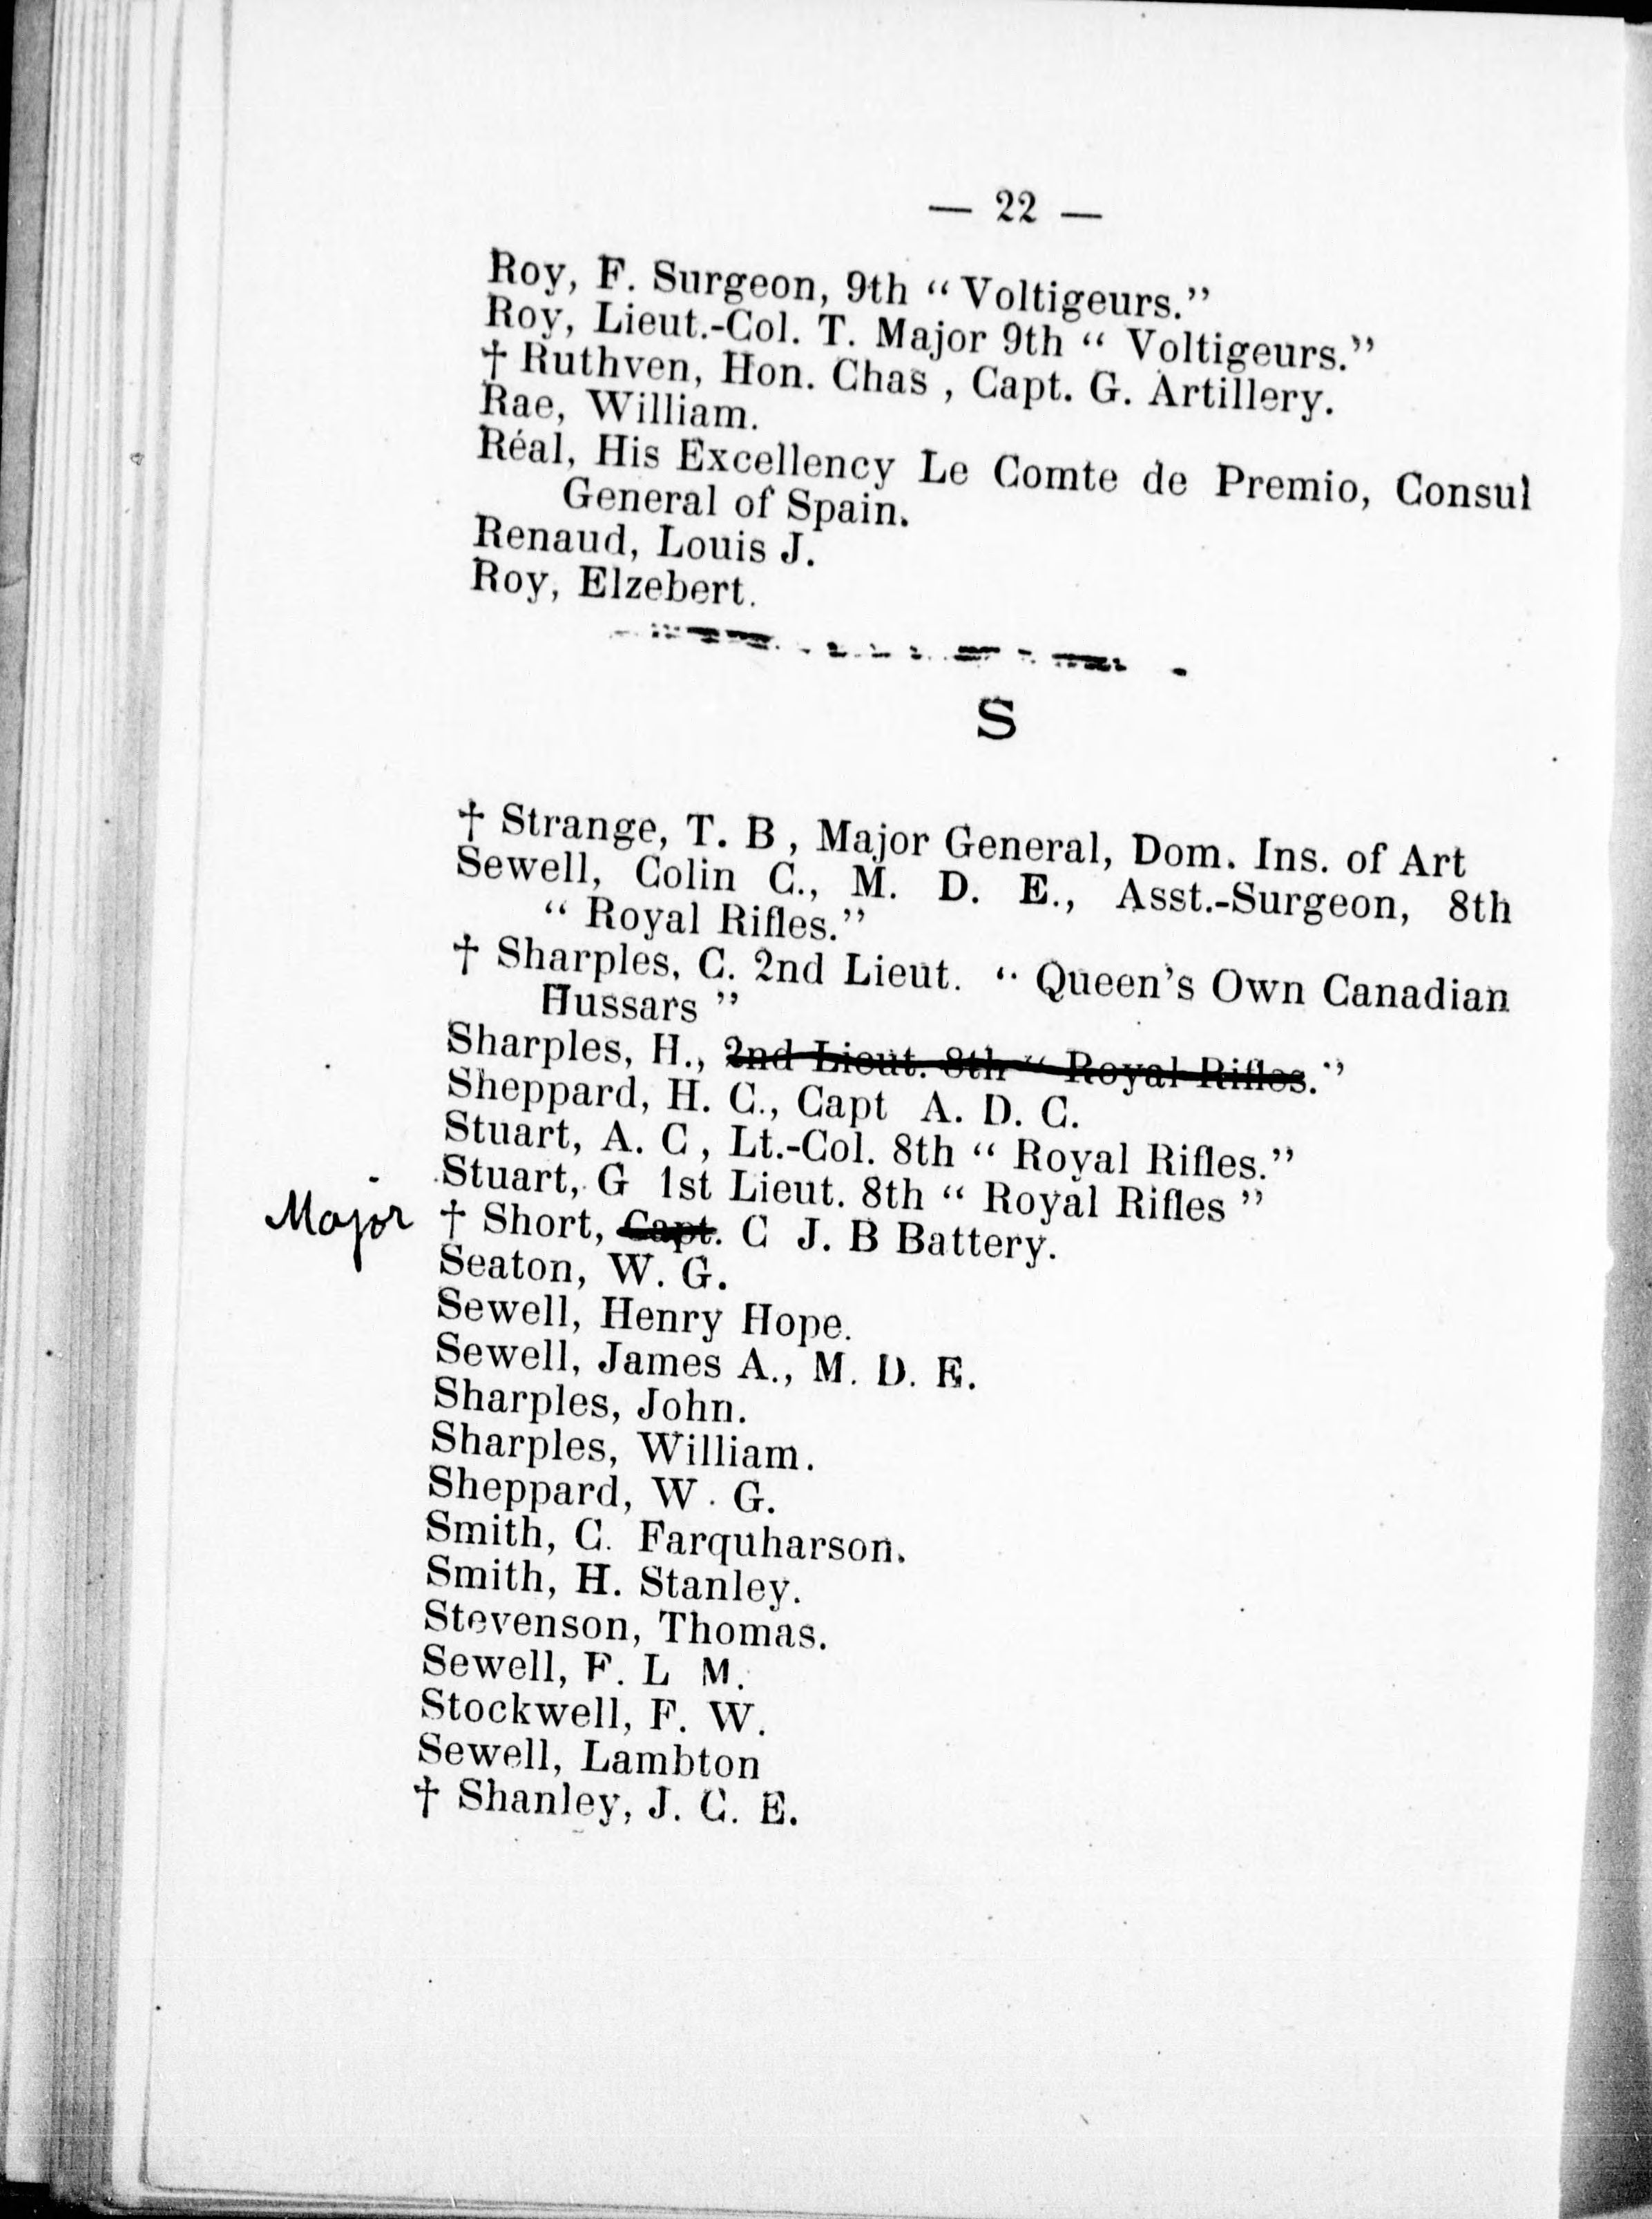 — 22 —
Roy, F. Surgeon, 9th “ Voltigeurs.”
Roy, Lieut.-Col. T. Major 9th “ Voltigeurs.”
† Ruthven, Hon. Chas , Capt. G. Artillery.
Rae, William.
Réal, His Excellency Le Comte de Premio, Consul
General of Spain.
Renaud, Louis J.
Roy, Elzebert.
S
† Strange, T. B , Major General, Dom. Ins. of Art
Sewell, Colin C., M. D. E., Asst.-Surgeon, 8th
“ Royal Rifles.”
† Sharples, C. 2nd Lieut. “ Queen’s Own Canadian
Hussars ”
Sharples, H., 2nd Lieut. 8th “ Royal Rifles.”
Sheppard, H. C., Capt A. D. C.
Stuart, A. C , Lt.-Col. 8th “ Royal Rifles.”
Stuart, G 1st Lieut. 8th “ Royal Rifles ”
Major † Short, Capt. C J. B Battery.
Seaton, W. G.
Sewell, Henry Hope.
Sewell, James A., M. D. E.
Sharples, John.
Sharples, William.
Sheppard, W. G.
Smith, C. Farquharson.
Smith, H. Stanley.
Stevenson, Thomas.
Sewell, F. L M.
Stockwell, F. W.
Sewell, Lambton
† Shanley, J. C. E.